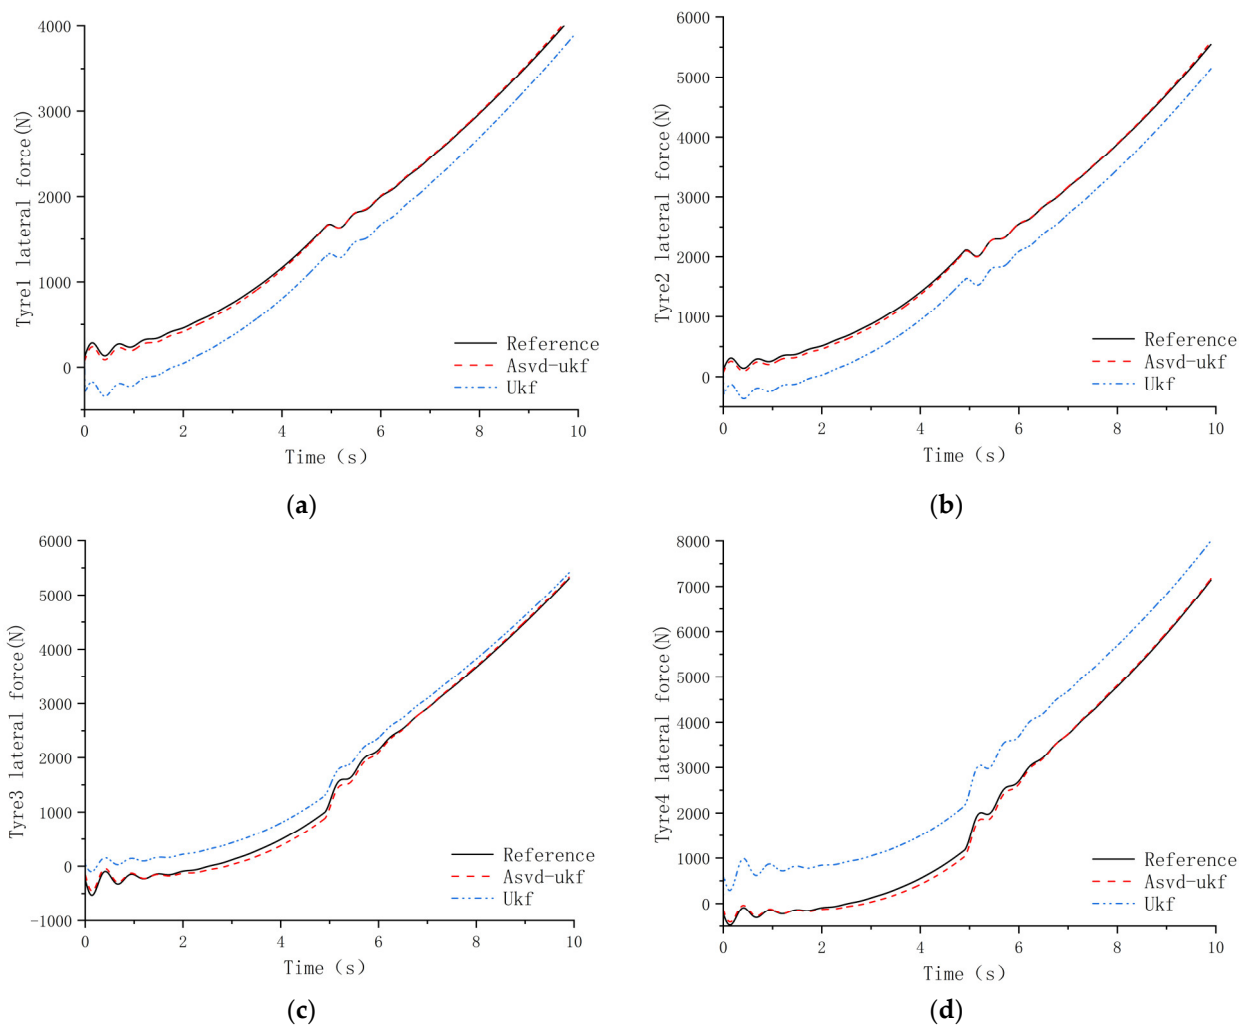 4000
3000
2000
1000
0
Tyre1 lateral force(N)
Reference
Asvd-ukf
Ukf
0 2 4 6 8 10
Time (s)
(a)
6000
5000
4000
3000
2000
1000
0
Tyre2 lateral force(N)
Reference
Asvd-ukf
Ukf
0 2 4 6 8 10
Time (s)
(b)
6000
5000
4000
3000
2000
1000
0
-1000
Tyre3 lateral force(N)
Reference
Asvd-ukf
Ukf
0 2 4 6 8 10
Time (s)
(c)
8000
7000
6000
5000
4000
3000
2000
1000
0
Tyre4 lateral force(N)
Reference
Asvd-ukf
Ukf
0 2 4 6 8 10
Time (s)
(d)